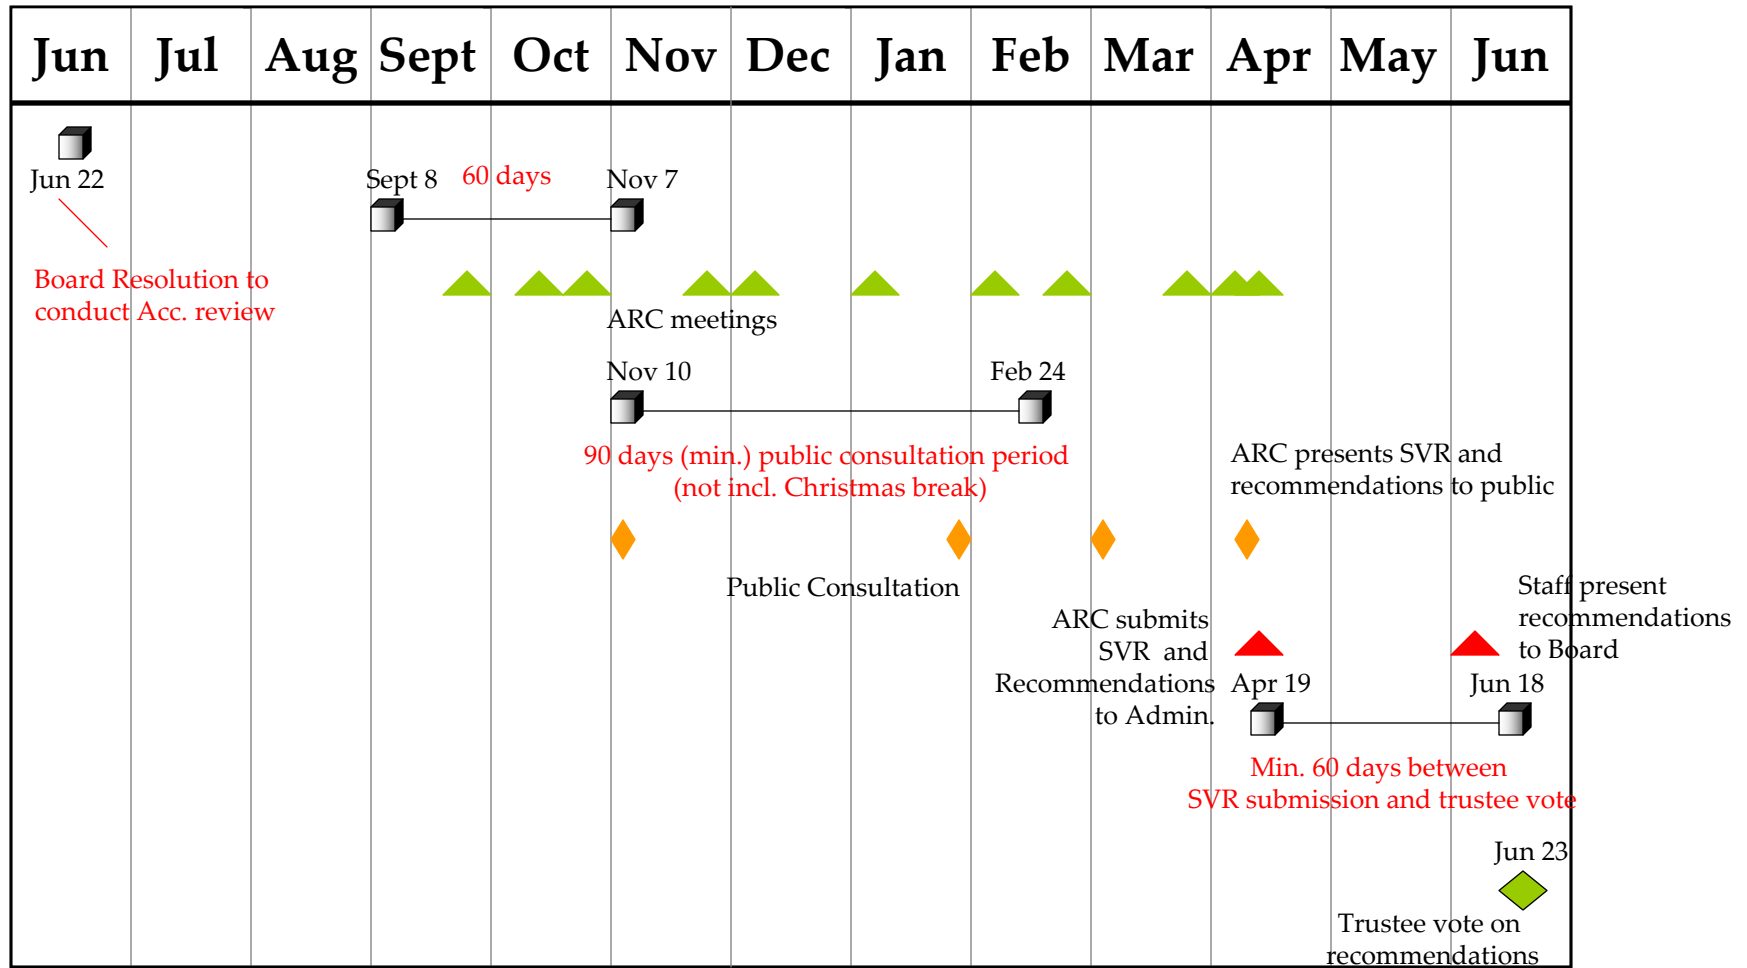 Jun Jul Aug Sept Oct Nov Dec Jan Feb Mar Apr May Jun
Jun 22
Sept 8 60 days Nov 7
Board Resolution to
conduct Acc. review
ARC meetings
Nov 10 Feb 24
90 days (min.) public consultation period
(not incl. Christmas break)
ARC presents SVR and
recommendations to public
Public Consultation
ARC submits
SVR and
Recommendations
to Admin.
Staff present
recommendations
to Board
Apr 19 Jun 18
Min. 60 days between
SVR submission and trustee vote
Jun 23
Trustee vote on
recommendations